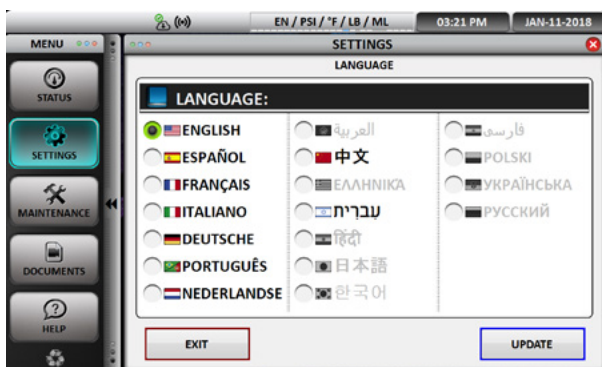 EN / PSI / °F / LB / ML
03:21 PM
JAN-11-2018
MENU
SETTINGS
LANGUAGE
STATUS
SETTINGS
MAINTENANCE
DOCUMENTS
HELP
LANGUAGE:
ENGLISH
ESPAÑOL
FRANÇAIS
ITALIANO
DEUTSCHE
PORTUGUÊS
NEDERLANDSE
العربية
中文
ΕΛΛΗΝΙΚΆ
עִברִית
हिंदी
日本語
한국어
فارسی
POLSKI
УКРАЇНСЬКА
РУССКИЙ
EXIT
UPDATE